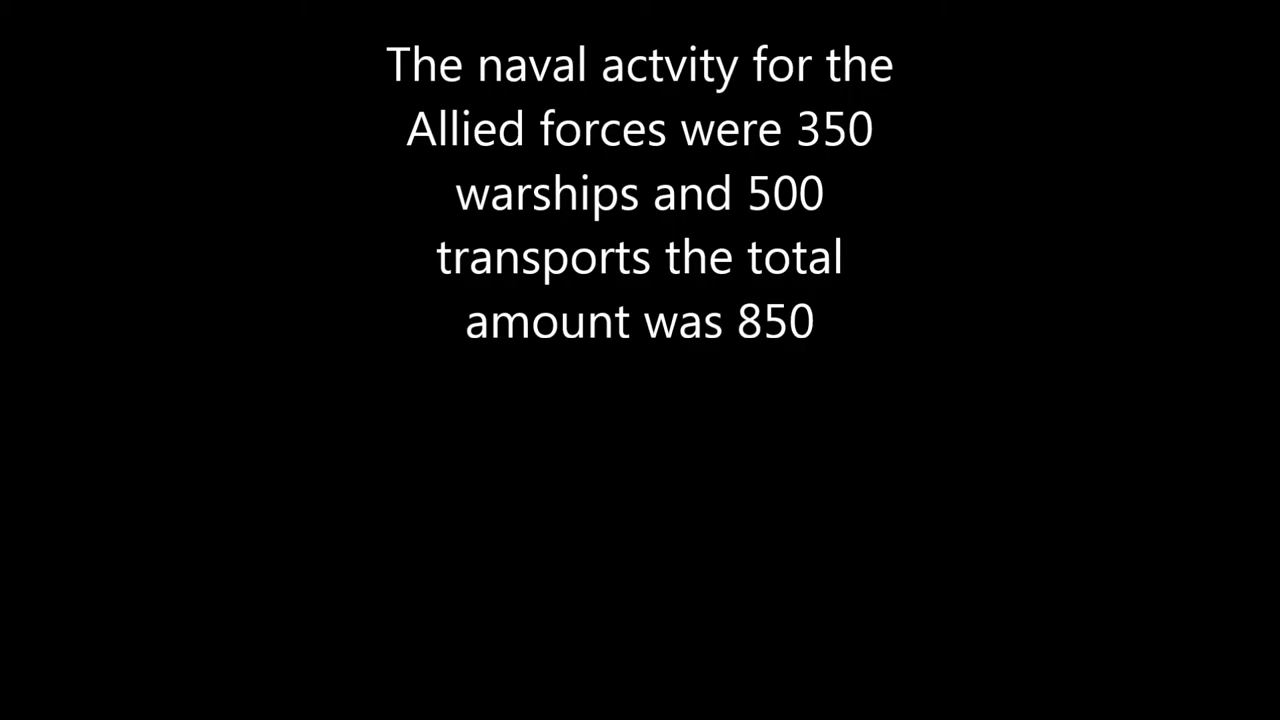 The naval actvity for the
Allied forces were 350
warships and 500
transports the total
amount was 850